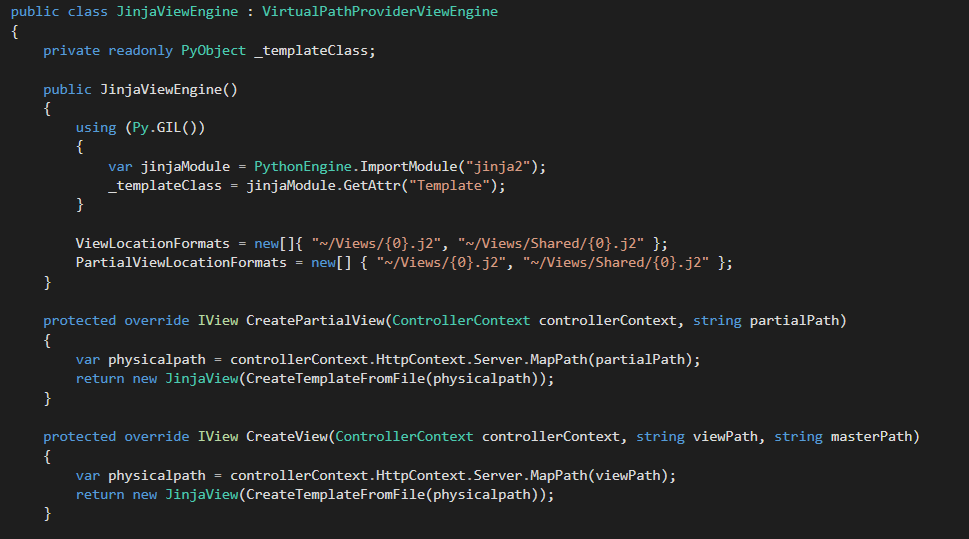 public class JinjaViewEngine : VirtualPathProviderViewEngine
{
    private readonly PyObject _templateClass;

    public JinjaViewEngine()
    {
        using (Py.GIL())
        {
            var jinjaModule = PythonEngine.ImportModule("jinja2");
            _templateClass = jinjaModule.GetAttr("Template");
        }

        ViewLocationFormats = new[]{ "~/Views/{0}.j2", "~/Views/Shared/{0}.j2" };
        PartialViewLocationFormats = new[] { "~/Views/{0}.j2", "~/Views/Shared/{0}.j2" };
    }

    protected override IView CreatePartialView(ControllerContext controllerContext, string partialPath)
    {
        var physicalpath = controllerContext.HttpContext.Server.MapPath(partialPath);
        return new JinjaView(CreateTemplateFromFile(physicalpath));
    }

    protected override IView CreateView(ControllerContext controllerContext, string viewPath, string masterPath)
    {
        var physicalpath = controllerContext.HttpContext.Server.MapPath(viewPath);
        return new JinjaView(CreateTemplateFromFile(physicalpath));
    }